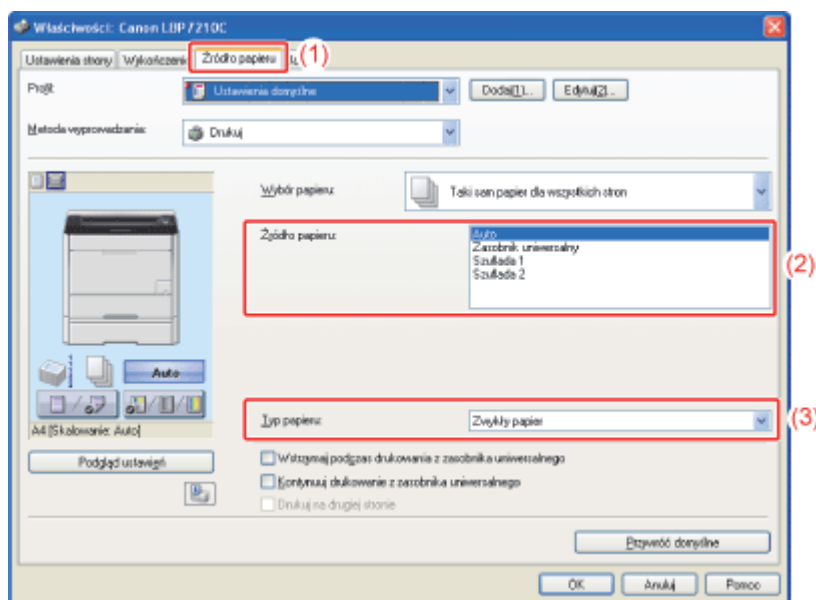 Właściwości: Canon LBP7210C
Ustawienia strony Wykończenie Źródło papieru (1)
Profil: Ustawienia domyślne Dodaj(1)... Edytuj(2)...
Metoda wyprowadzania: Drukuj
Wybór papieru: Taki sam papier dla wszystkich stron
Źródło papieru: Auto
Zasobnik uniwersalny
Szuflada 1
Szuflada 2
(2)
Auto
Typ papieru: Zwykły papier (3)
A4 [Skalowanie: Auto]
Wstrzymaj podczas drukowania z zasobnika uniwersalnego
Podgląd ustawień
Kontynuuj drukowanie z zasobnika uniwersalnego
Drukuj na drugiej stronie
Przywróć domyślne
OK Anuluj Pomoc